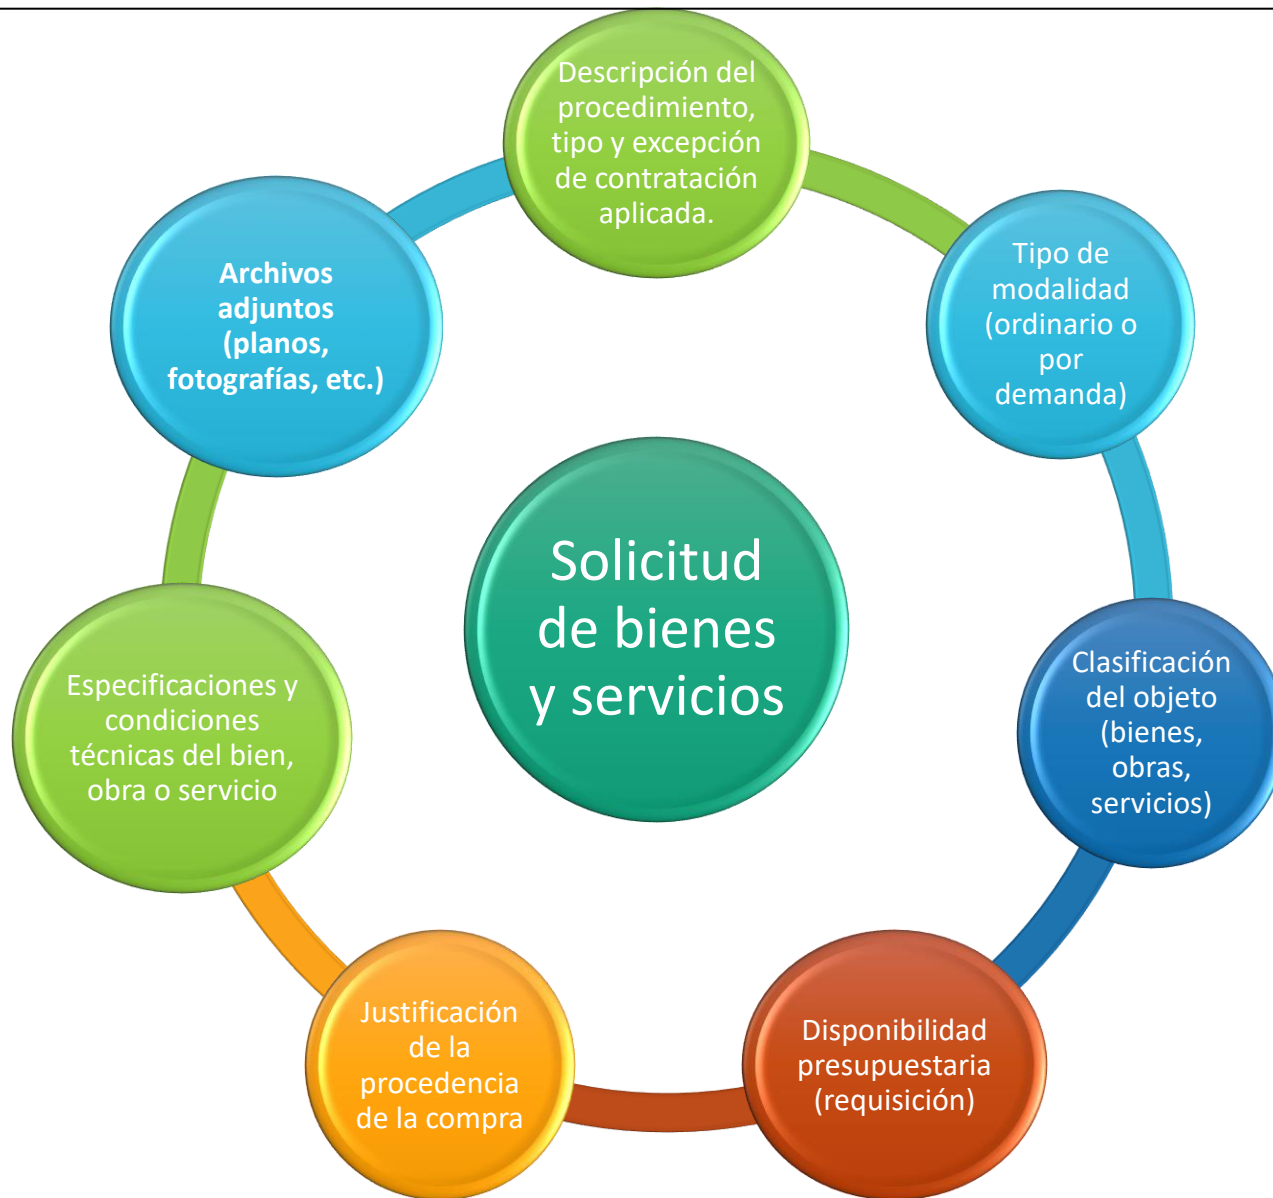 Descripción del
procedimiento,
tipo y excepción
de contratación
aplicada.
Tipo de
modalidad
(ordinario o
por
demanda)
Clasificación
del objeto
(bienes,
obras,
servicios)
Disponibilidad
presupuestaria
(requisición)
Justificación
de la
procedencia
de la compra
Especificaciones y
condiciones
técnicas del bien,
obra o servicio
Archivos
adjuntos
(planos,
fotografías, etc.)
Solicitud
de bienes
y servicios